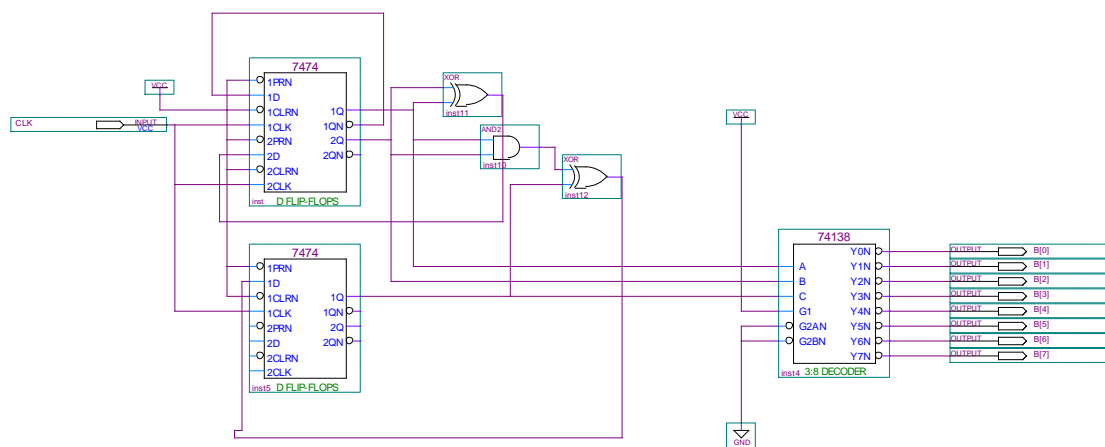 7474
1PRN
1D
1CLRN
1CLK
2PRN
2D
2CLRN
2CLK
1Q
1QN
2Q
2QN
inst
D FLIP-FLOPS
VCC
CLK
INPUT
VCC
XOR
inst11
AND2
inst10
XOR
inst12
VCC
7474
1PRN
1D
1CLRN
1CLK
2PRN
2D
2CLRN
2CLK
1Q
1QN
2Q
2QN
inst5
D FLIP-FLOPS
74138
A
B
C
G1
G2AN
G2BN
Y0N
Y1N
Y2N
Y3N
Y4N
Y5N
Y6N
Y7N
inst4
3:8 DECODER
OUTPUT B[0]
OUTPUT B[1]
OUTPUT B[2]
OUTPUT B[3]
OUTPUT B[4]
OUTPUT B[5]
OUTPUT B[6]
OUTPUT B[7]
GND